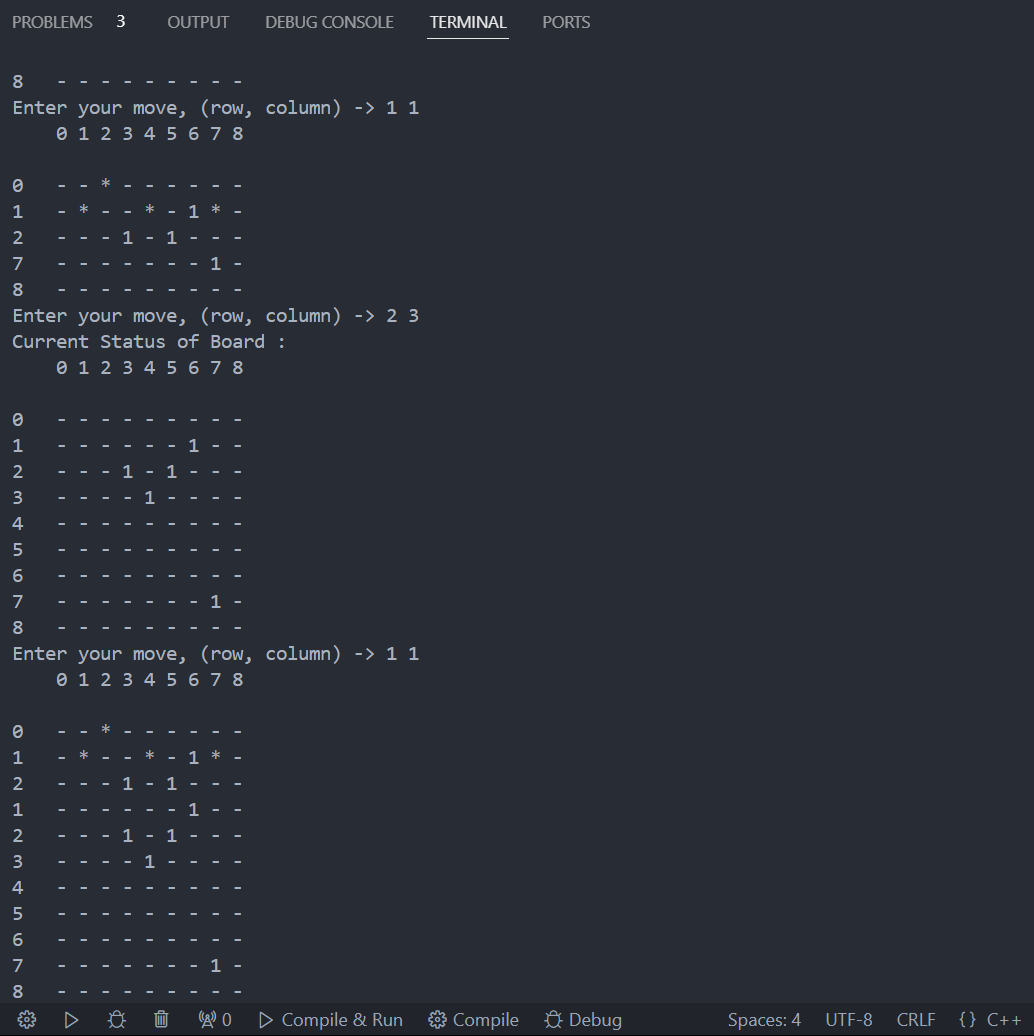 PROBLEMS 3 OUTPUT DEBUG CONSOLE TERMINAL PORTS
8   - - - - - - - - -
Enter your move, (row, column) -> 1 1
    0 1 2 3 4 5 6 7 8
0   - - * - - - - - -
1   - * - - * - 1 * -
2   - - - 1 - 1 - - -
7   - - - - - - - 1 -
8   - - - - - - - - -
Enter your move, (row, column) -> 2 3
Current Status of Board :
    0 1 2 3 4 5 6 7 8
0   - - - - - - - - -
1   - - - - - - 1 - -
2   - - - 1 - 1 - - -
3   - - - - 1 - - - -
4   - - - - - - - - -
5   - - - - - - - - -
6   - - - - - - - - -
7   - - - - - - - 1 -
8   - - - - - - - - -
Enter your move, (row, column) -> 1 1
    0 1 2 3 4 5 6 7 8
0   - - * - - - - - -
1   - * - - * - 1 * -
2   - - - 1 - 1 - - -
1   - - - - - - 1 - -
2   - - - 1 - 1 - - -
3   - - - - 1 - - - -
4   - - - - - - - - -
5   - - - - - - - - -
6   - - - - - - - - -
7   - - - - - - - 1 -
8   - - - - - - - - -
0 Compile & Run Compile Debug Spaces: 4 UTF-8 CRLF {} C++